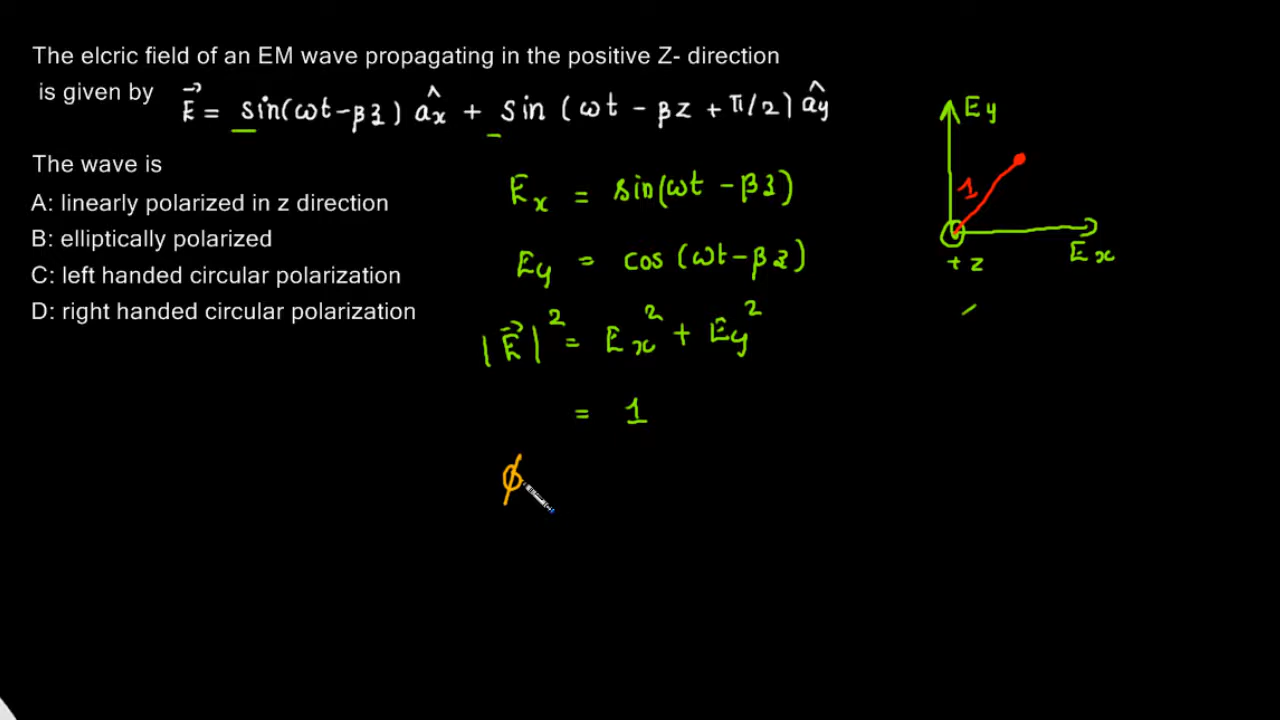 The elcric field of an EM wave propagating in the positive Z- direction
is given by E⃗ = sin(ωt-βz) âx + sin (ωt - βz + π/2) ây
The wave is
A: linearly polarized in z direction
B: elliptically polarized
C: left handed circular polarization
D: right handed circular polarization
Ex = sin(ωt - βz)
Ey = cos (ωt - βz)
|E⃗|² = Ex² + Ey²
= 1
ϕ
Ey
1
Ex
+z